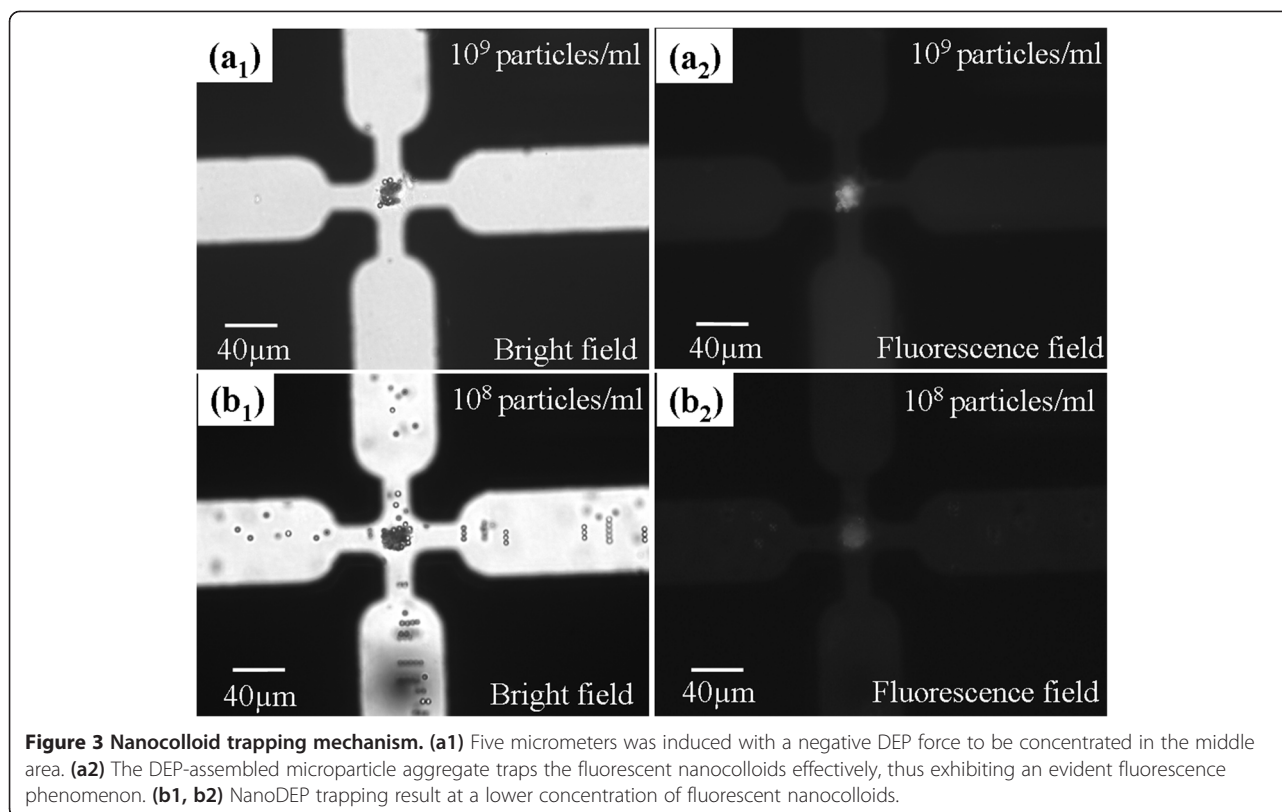 (a₁)
10⁹ particles/ml
40μm
Bright field
(a₂)
10⁹ particles/ml
40μm
Fluorescence field
(b₁)
10⁸ particles/ml
40μm
Bright field
(b₂)
10⁸ particles/ml
40μm
Fluorescence field
Figure 3 Nanocolloid trapping mechanism. (a1) Five micrometers was induced with a negative DEP force to be concentrated in the middle
area. (a2) The DEP-assembled microparticle aggregate traps the fluorescent nanocolloids effectively, thus exhibiting an evident fluorescence
phenomenon. (b1, b2) NanoDEP trapping result at a lower concentration of fluorescent nanocolloids.